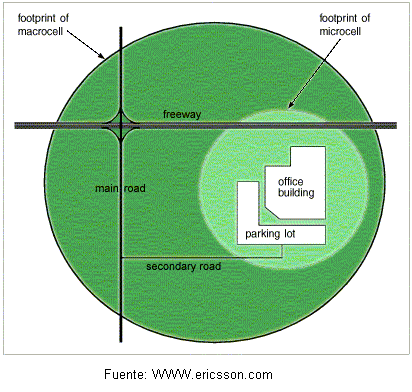 footprint of
macrocell
footprint of
microcell
freeway
main road
office
building
parking lot
secondary road
Fuente: WWW.ericsson.com